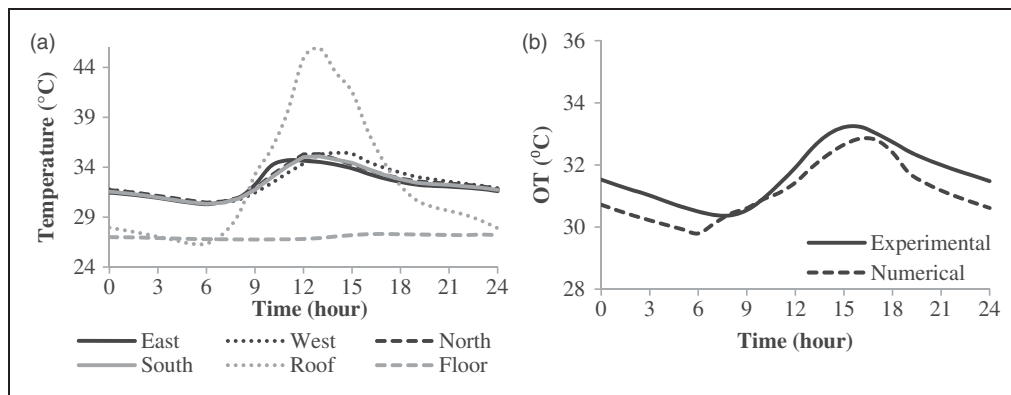 (a)
Temperature (°C)
44
39
34
29
24
0 3 6 9 12 15 18 21 24
Time (hour)
East West North
South Roof Floor
(b)
OT (⁰C)
36
34
32
30
28
Experimental
Numerical
0 3 6 9 12 15 18 21 24
Time (hour)